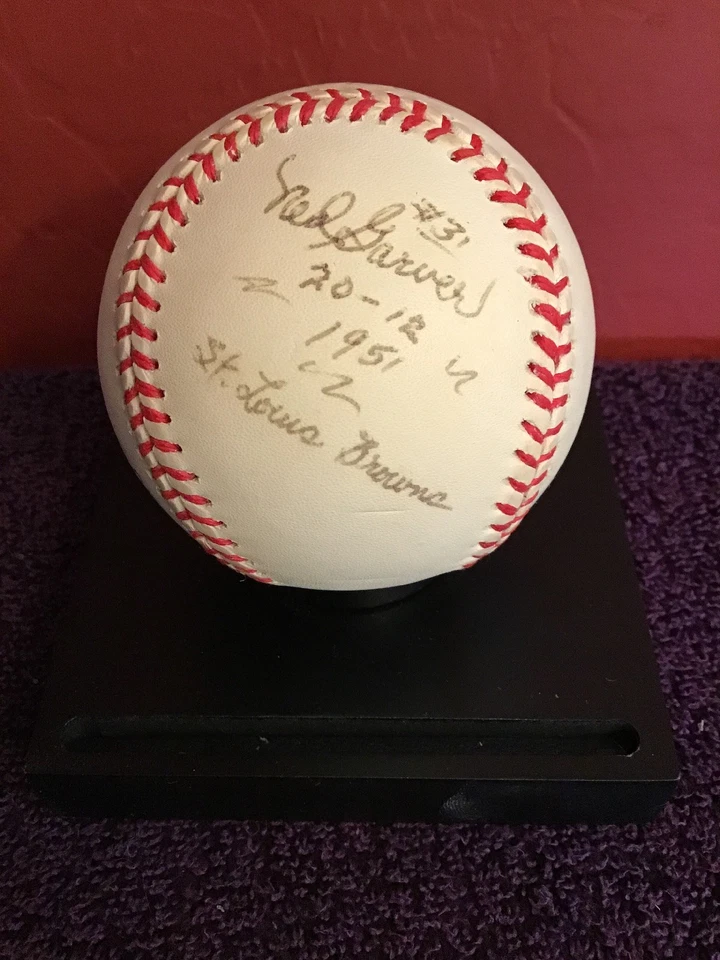 Ned Garver #31
20-12
1951
St. Louis Browns